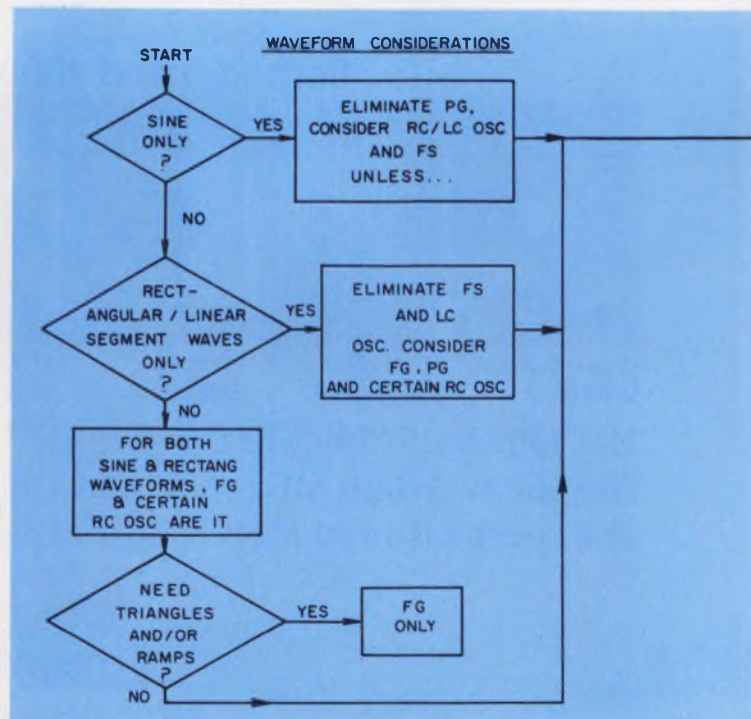 WAVEFORM CONSIDERATIONS
START
SINE
ONLY
?
YES
ELIMINATE PG,
CONSIDER RC/LC OSC
AND FS
UNLESS...
NO
RECT-
ANGULAR / LINEAR
SEGMENT WAVES
ONLY
?
YES
ELIMINATE FS
AND LC
OSC. CONSIDER
FG, PG
AND CERTAIN RC OSC
NO
FOR BOTH
SINE & RECTANG
WAVEFORMS, FG
& CERTAIN
RC OSC ARE IT
NEED
TRIANGLES
AND/OR
RAMPS
?
YES
FG
ONLY
NO